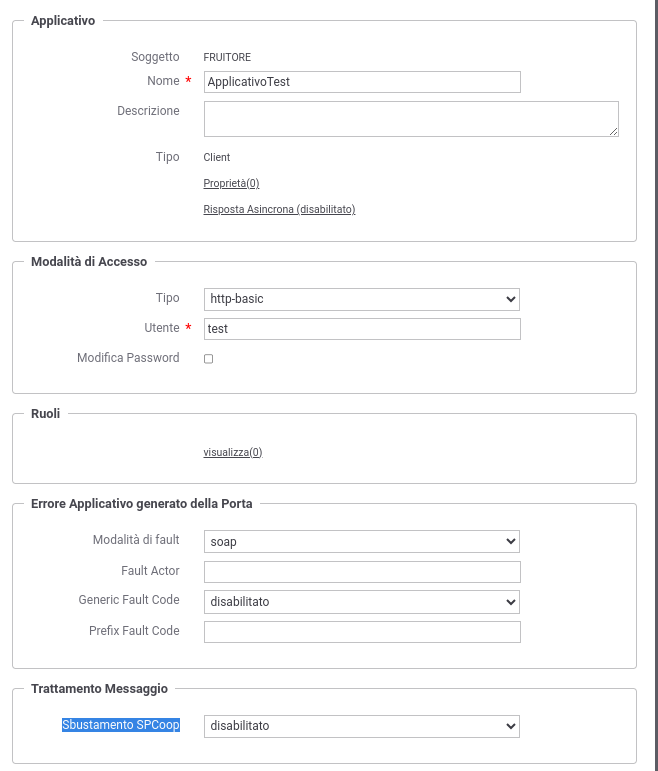 Applicativo
Soggetto FRUITORE
Nome * ApplicativoTest
Descrizione
Tipo Client
Proprietà(0)
Risposta Asincrona (disabilitato)
Modalità di Accesso
Tipo http-basic
Utente * test
Modifica Password
Ruoli
visualizza(0)
Errore Applicativo generato della Porta
Modalità di fault soap
Fault Actor
Generic Fault Code disabilitato
Prefix Fault Code
Trattamento Messaggio
Sbustamento SPCoop disabilitato